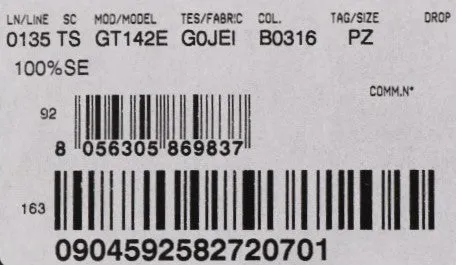 LN/LINE SC MOD/MODEL TES/FABRIC COL. TAG/SIZE DROP
0135 TS GT142E G0JEI B0316 PZ
100%SE
COMM.N*
92
8 056305 869837
163
0904592582720701